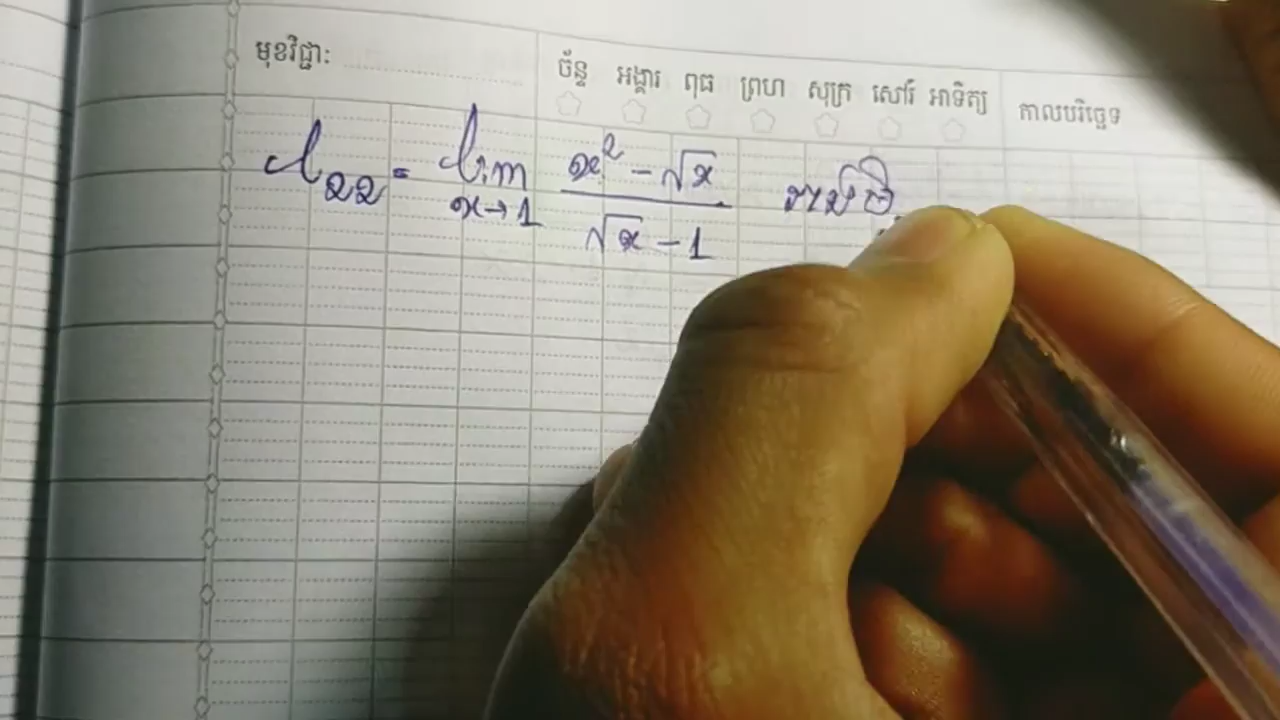 មុខវិជ្ជា:
ច័ន្ទ អង្គារ ពុធ ព្រហ សុក្រ សៅរ៍ អាទិត្យ
កាលបរិច្ឆេទ
l₂₂ = lim x→1 (x² - √x) / (√x - 1)